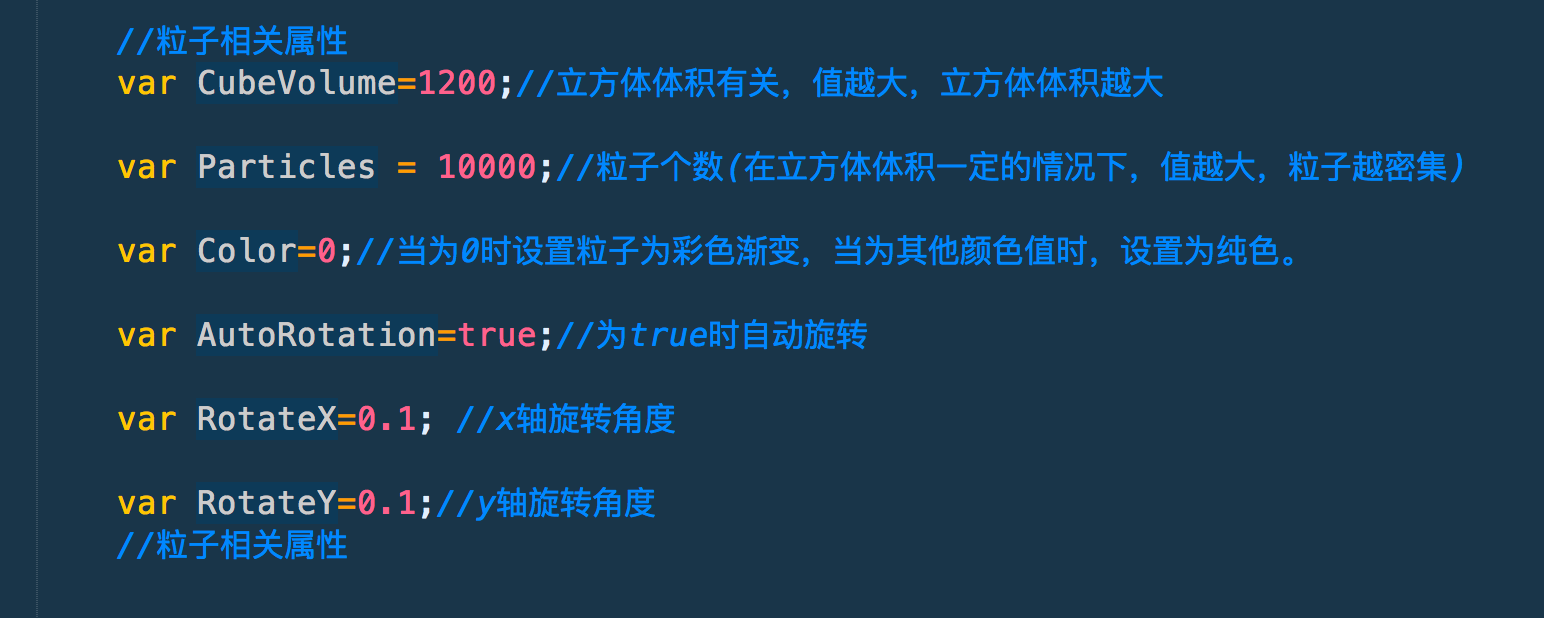 //粒子相关属性
var CubeVolume=1200;//立方体体积有关，值越大，立方体体积越大
var Particles = 10000;//粒子个数(在立方体体积一定的情况下，值越大，粒子越密集)
var Color=0;//当为0时设置粒子为彩色渐变，当为其他颜色值时，设置为纯色。
var AutoRotation=true;//为true时自动旋转
var RotateX=0.1; //x轴旋转角度
var RotateY=0.1;//y轴旋转角度
//粒子相关属性